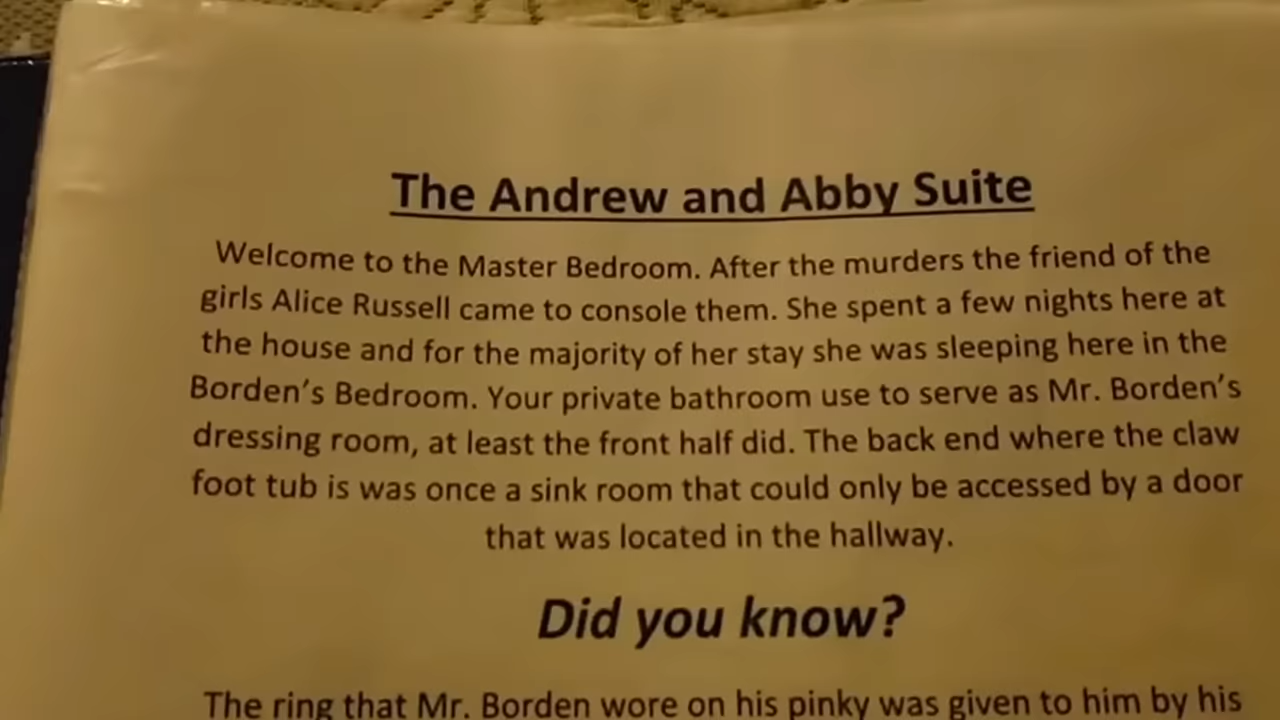 The Andrew and Abby Suite
Welcome to the Master Bedroom. After the murders the friend of the
girls Alice Russell came to console them. She spent a few nights here at
the house and for the majority of her stay she was sleeping here in the
Borden's Bedroom. Your private bathroom use to serve as Mr. Borden's
dressing room, at least the front half did. The back end where the claw
foot tub is was once a sink room that could only be accessed by a door
that was located in the hallway.
Did you know?
The ring that Mr. Borden wore on his pinky was given to him by his